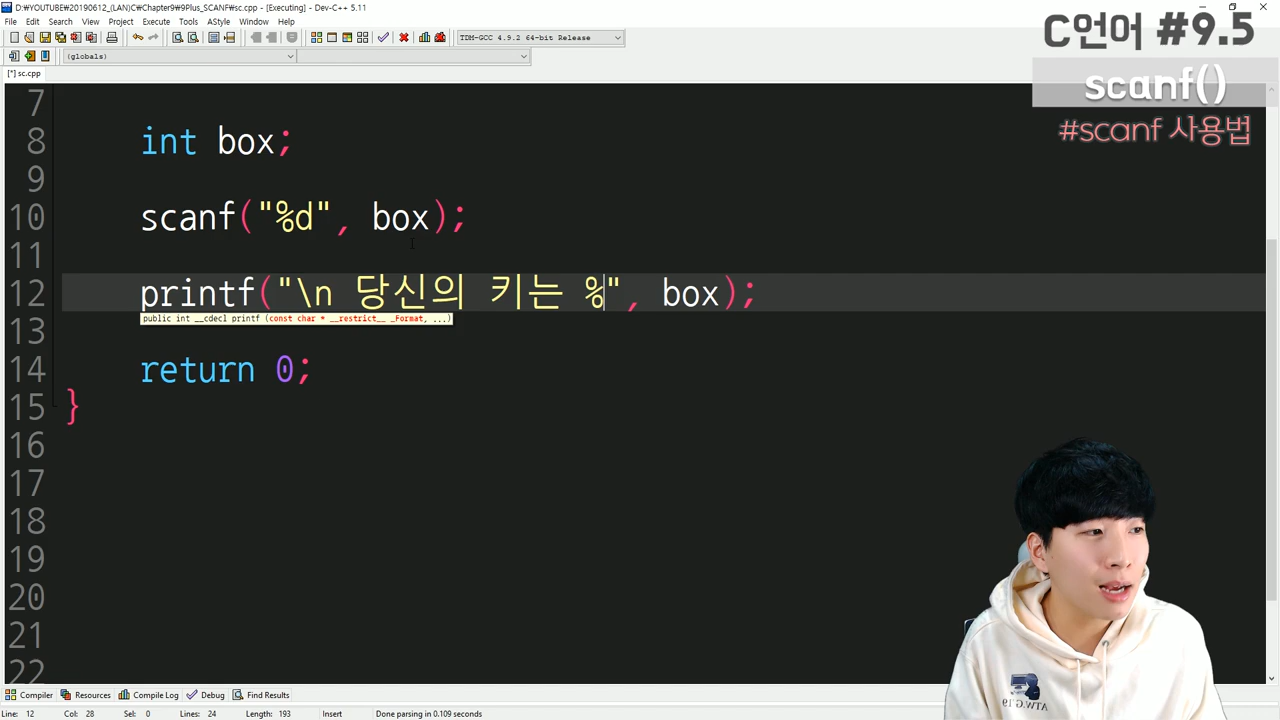 D:₩YOUTUBE₩20190612_(LAN)C₩Chapter9₩9Plus_SCANF₩sc.cpp - [Executing] - Dev-C++ 5.11
File Edit Search View Project Execute Tools AStyle Window Help
TDM-GCC 4.9.2 64-bit Release
(globals)
[*] sc.cpp
C언어 #9.5
scanf()
#scanf 사용법
7
8 int box;
9
10 scanf("%d", box);
11
12 printf("\n 당신의 키는 %", box);
public int __cdecl printf (const char * __restrict__ _Format, ...)
13
14 return 0;
15 }
16
17
18
19
20
21
22
ATW.G'19
Compiler Resources Compile Log Debug Find Results
Line: 12 Col: 28 Sel: 0 Lines: 24 Length: 193 Insert Done parsing in 0.109 seconds